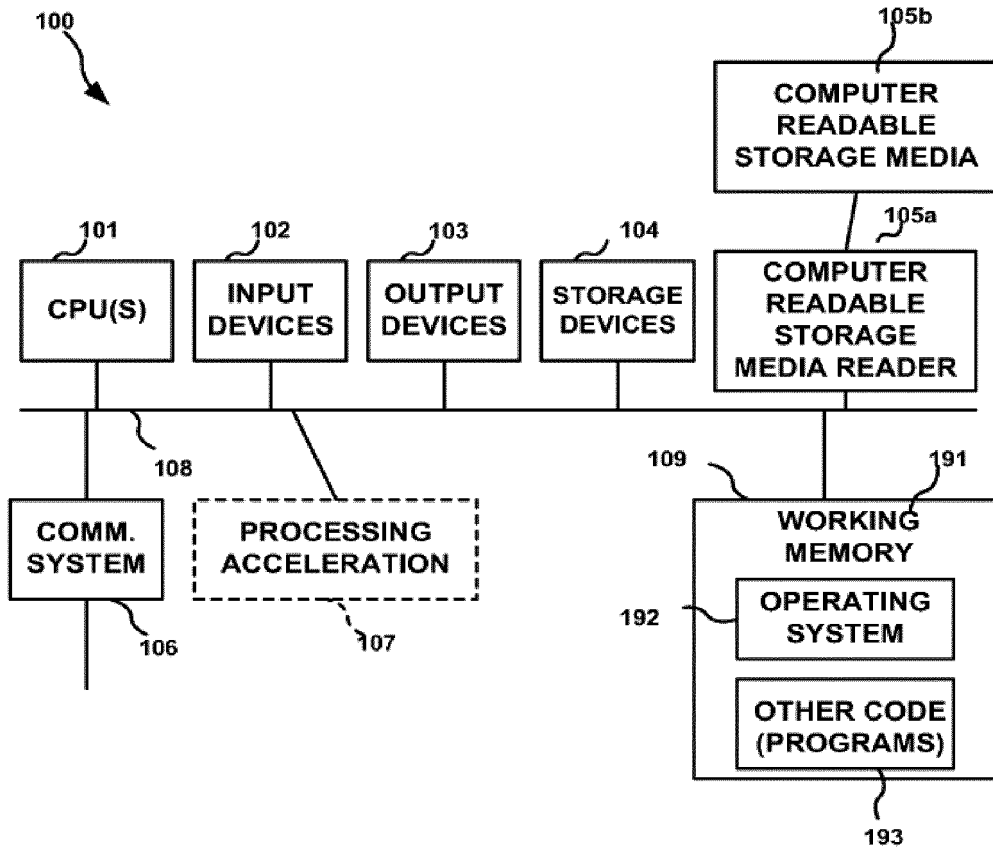 100
105b
COMPUTER
READABLE
STORAGE MEDIA
101
102
103
104
105a
CPU(S)
INPUT
DEVICES
OUTPUT
DEVICES
STORAGE
DEVICES
COMPUTER
READABLE
STORAGE
MEDIA READER
108
109
191
COMM.
SYSTEM
PROCESSING
ACCELERATION
WORKING
MEMORY
106
107
192
OPERATING
SYSTEM
OTHER CODE
(PROGRAMS)
193